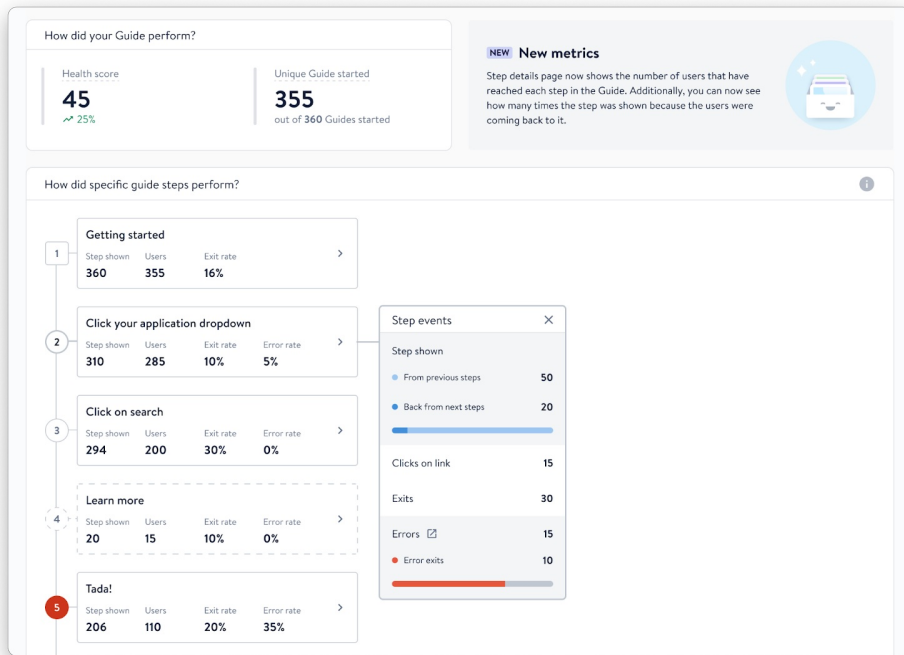 How did your Guide perform?
Health score
45
25%
Unique Guide started
355
out of 360 Guides started
NEW New metrics
Step details page now shows the number of users that have
reached each step in the Guide. Additionally, you can now see
how many times the step was shown because the users were
coming back to it.
How did specific guide steps perform?
1
Getting started
Step shown Users Exit rate
360 355 16%
2
Click your application dropdown
Step shown Users Exit rate Error rate
310 285 10% 5%
3
Click on search
Step shown Users Exit rate Error rate
294 200 30% 0%
4
Learn more
Step shown Users Exit rate Error rate
20 15 10% 0%
5
Tada!
Step shown Users Exit rate Error rate
206 110 20% 35%
Step events
Step shown
From previous steps 50
Back from next steps 20
Clicks on link 15
Exits 30
Errors 15
Error exits 10